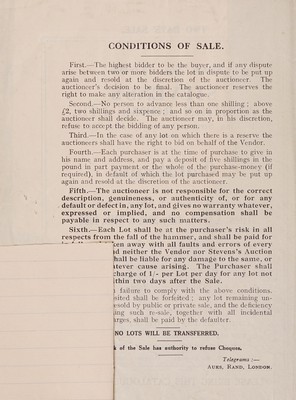 CONDITIONS OF SALE.
First.—The highest bidder to be the buyer, and if any dispute
arise between two or more bidders the lot in dispute to be put up
again and resold at the discretion of the auctioneer. The
auctioneer's decision to be final. The auctioneer reserves the
right to make any alteration in the catalogue.
Second.—No person to advance less than one shilling; above
£2, two shillings and sixpence; and so on in proportion as the
auctioneer shall decide. The auctioneer may, in his discretion,
refuse to accept the bidding of any person.
Third.—In the case of any lot on which there is a reserve the
auctioneers shall have the right to bid on behalf of the Vendor.
Fourth.—Each purchaser at the time of purchase to give in
his name and address, and pay a deposit of five shillings in the
pound in part payment or the whole of the purchase-money (if
required), in default of which the lot purchased may be put up
again and resold at the discretion of the auctioneer.
Fifth.—The auctioneer is not responsible for the correct
description, genuineness, or authenticity of, or for any
default or defect in, any lot, and gives no warranty whatever,
expressed or implied, and no compensation shall be
payable in respect to any such matters.
Sixth.—Each Lot shall be at the purchaser's risk in all
respects from the fall of the hammer, and shall be paid for
ken away with all faults and errors of every
d neither the Vendor nor Stevens's Auction
hall be liable for any damage to the same, or
tever cause arising. The Purchaser shall
charge of 1/- per Lot per day for any lot not
ithin two days after the Sale.
failure to comply with the above conditions,
sited shall be forfeited; any lot remaining un-
esold by public or private sale, and the deficiency
ing such re-sale, together with all incidental
arges, shall be paid by the defaulter.
NO LOTS WILL BE TRANSFERRED.
k of the Sale has authority to refuse Cheques,
Telegrams:—
AUKS, RAND, LONDON.